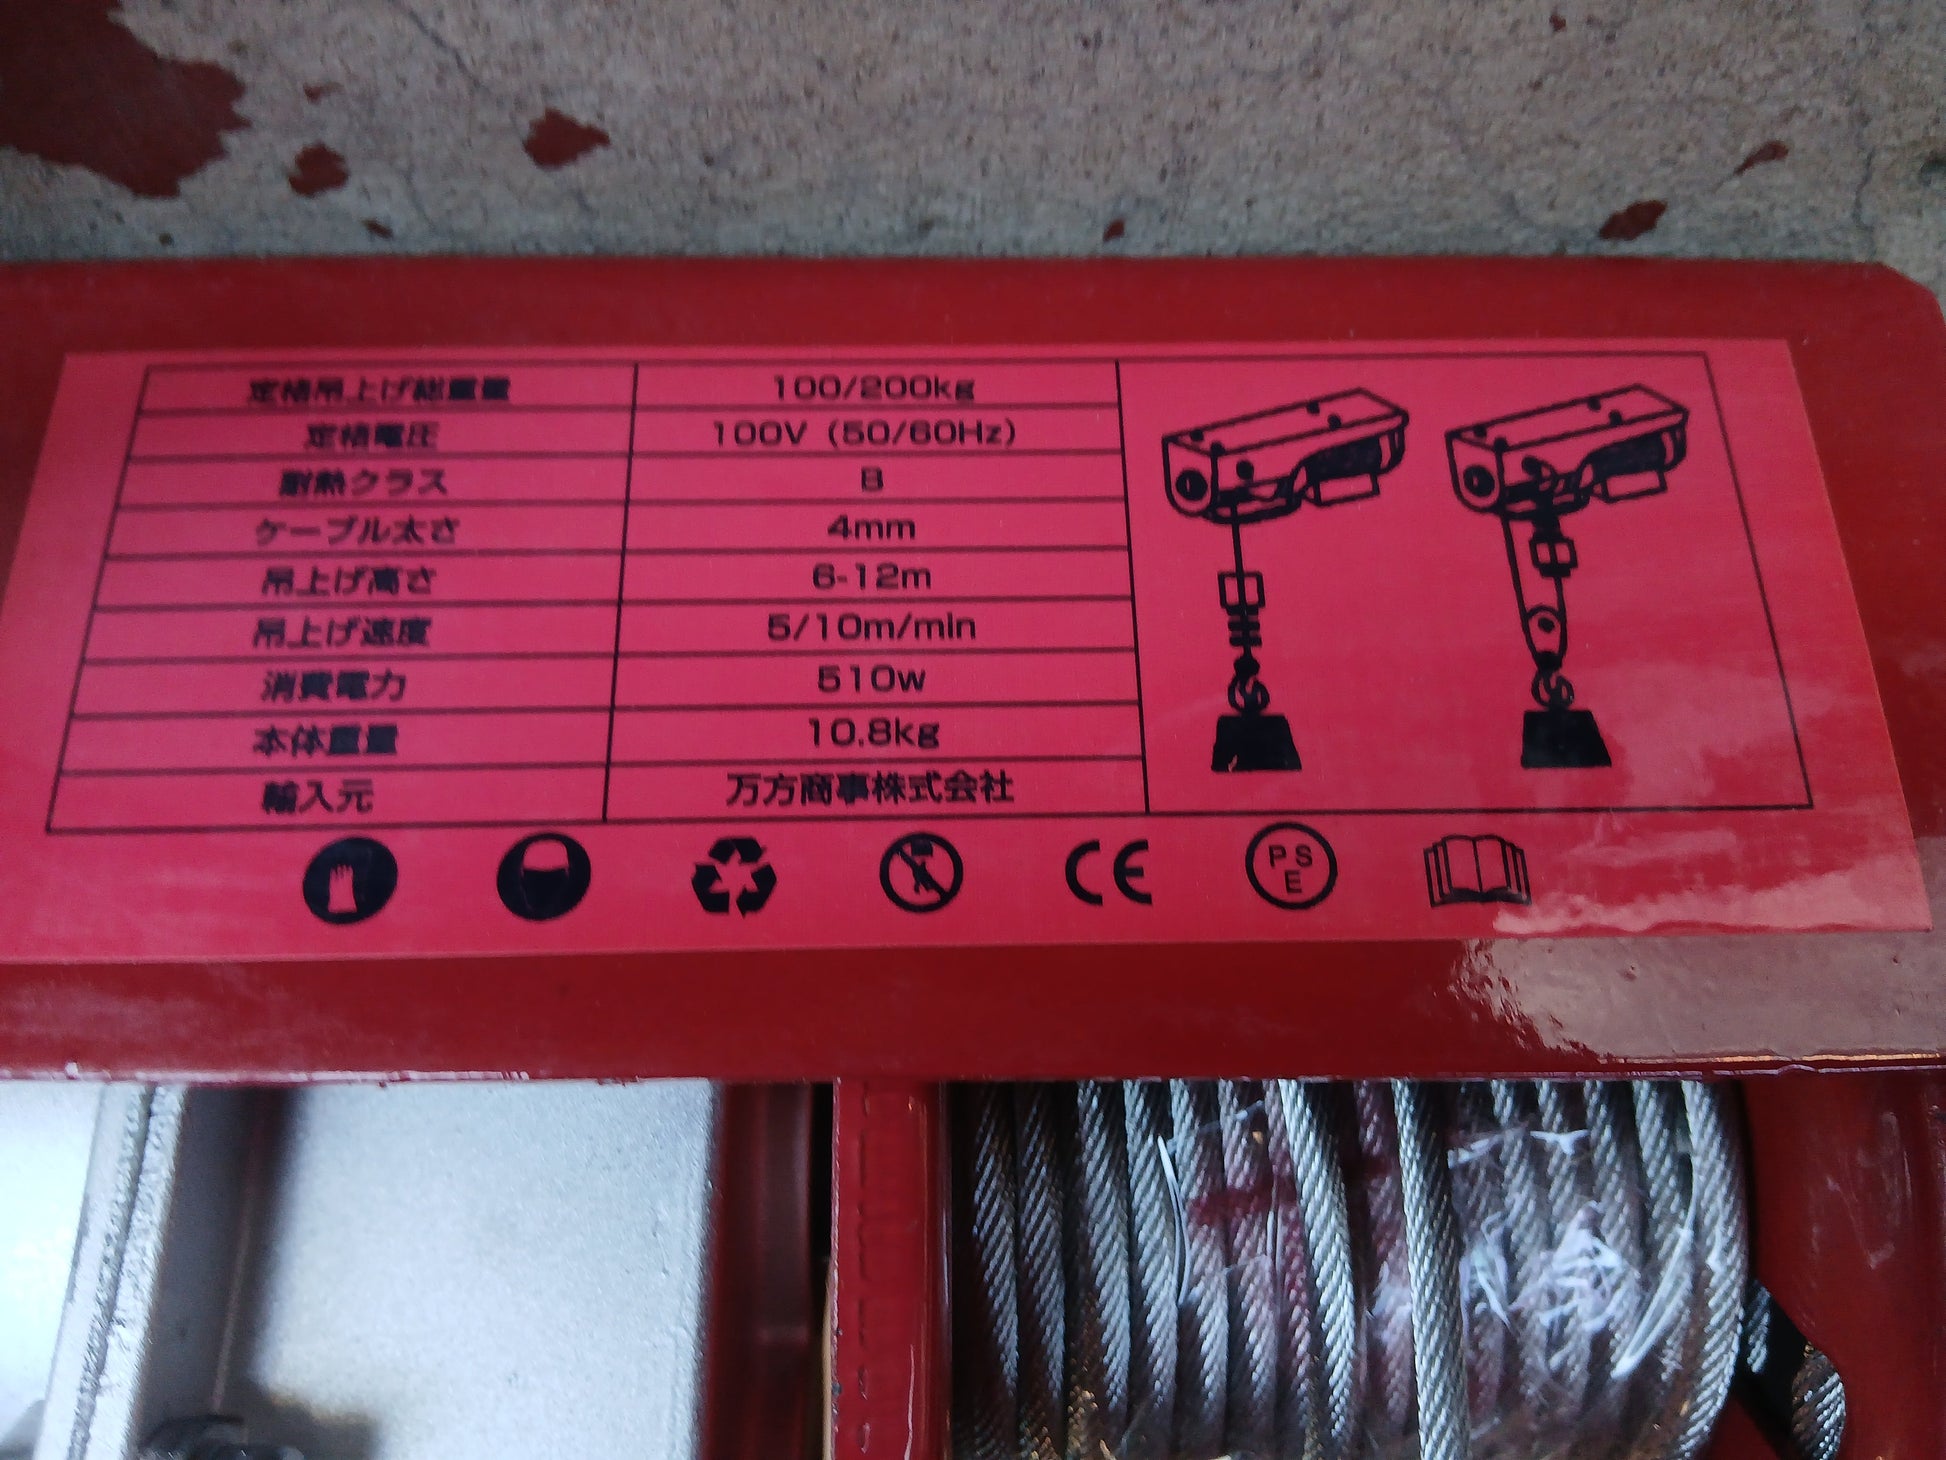 定格吊上げ総重量 100/200kg
定格電圧 100V (50/60Hz)
耐熱クラス B
ケーブル太さ 4mm
吊上げ高さ 6-12m
吊上げ速度 5/10m/min
消費電力 510w
本体重量 10.8kg
輸入元 万方商事株式会社
CE PSE